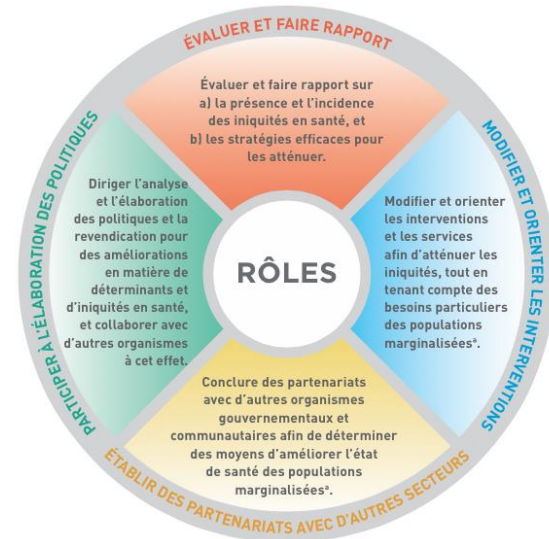 ÉVALUER ET FAIRE RAPPORT
Évaluer et faire rapport sur
a) la présence et l'incidence
des iniquités en santé, et
b) les stratégies efficaces pour
les atténuer.
MODIFIER ET ORIENTER LES INTERVENTIONS
Modifier et orienter
les interventions
et les services
afin d'atténuer les
iniquités, tout en
tenant compte des
besoins particuliers
des populations
marginaliséesª.
ÉTABLIR DES PARTENARIATS AVEC D'AUTRES SECTEURS
Conclure des partenariats
avec d'autres organismes
gouvernementaux et
communautaires afin de déterminer
des moyens d'améliorer l'état
de santé des populations
marginaliséesª.
PARTICIPER À L'ÉLABORATION DES POLITIQUES
Diriger l'analyse
et l'élaboration
des politiques et la
revendication pour
des améliorations
en matière de
déterminants et
d'iniquités en santé,
et collaborer avec
d'autres organismes
à cet effet.
RÔLES